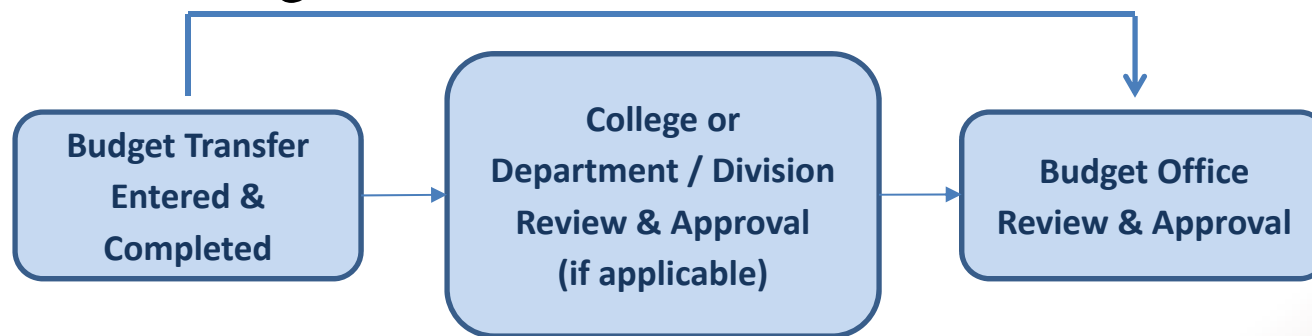 Budget Transfer
Entered &
Completed
College or
Department / Division
Review & Approval
(if applicable)
Budget Office
Review & Approval